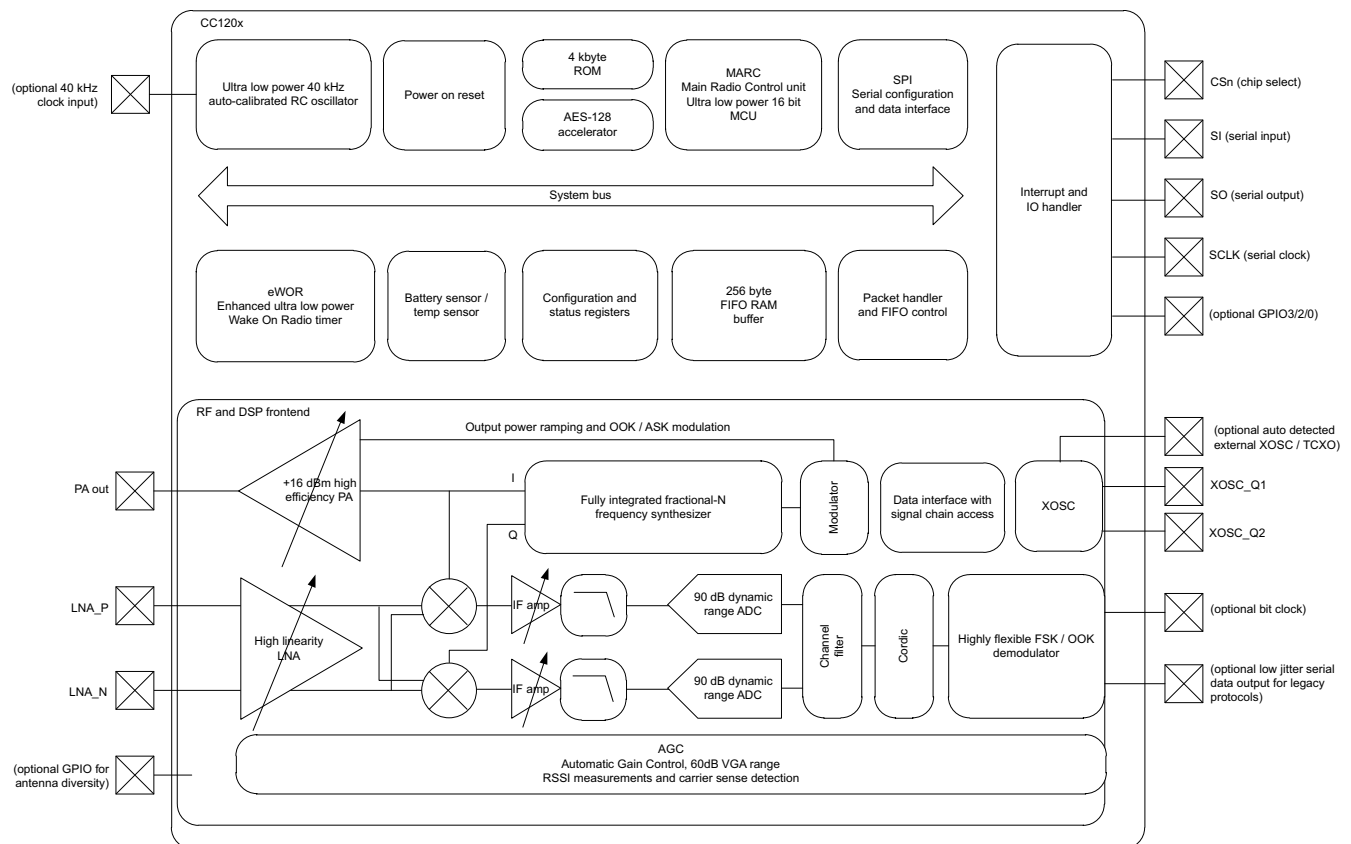 CC120x
(optional 40 kHz
clock input)
Ultra low power 40 kHz
auto-calibrated RC oscillator
Power on reset
4 kbyte
ROM
AES-128
accelerator
MARC
Main Radio Control unit
Ultra low power 16 bit
MCU
SPI
Serial configuration
and data interface
System bus
Interrupt and
IO handler
CSn (chip select)
SI (serial input)
SO (serial output)
SCLK (serial clock)
(optional GPIO3/2/0)
eWOR
Enhanced ultra low power
Wake On Radio timer
Battery sensor /
temp sensor
Configuration and
status registers
256 byte
FIFO RAM
buffer
Packet handler
and FIFO control
RF and DSP frontend
Output power ramping and OOK / ASK modulation
PA out
+16 dBm high
efficiency PA
I
Q
Fully integrated fractional-N
frequency synthesizer
Modulator
Data interface with
signal chain access
XOSC
(optional auto detected
external XOSC / TCXO)
XOSC_Q1
XOSC_Q2
LNA_P
LNA_N
High linearity
LNA
IF amp
90 dB dynamic
range ADC
IF amp
90 dB dynamic
range ADC
Channel
filter
Cordic
Highly flexible FSK / OOK
demodulator
(optional bit clock)
(optional low jitter serial
data output for legacy
protocols)
(optional GPIO for
antenna diversity)
AGC
Automatic Gain Control, 60dB VGA range
RSSI measurements and carrier sense detection